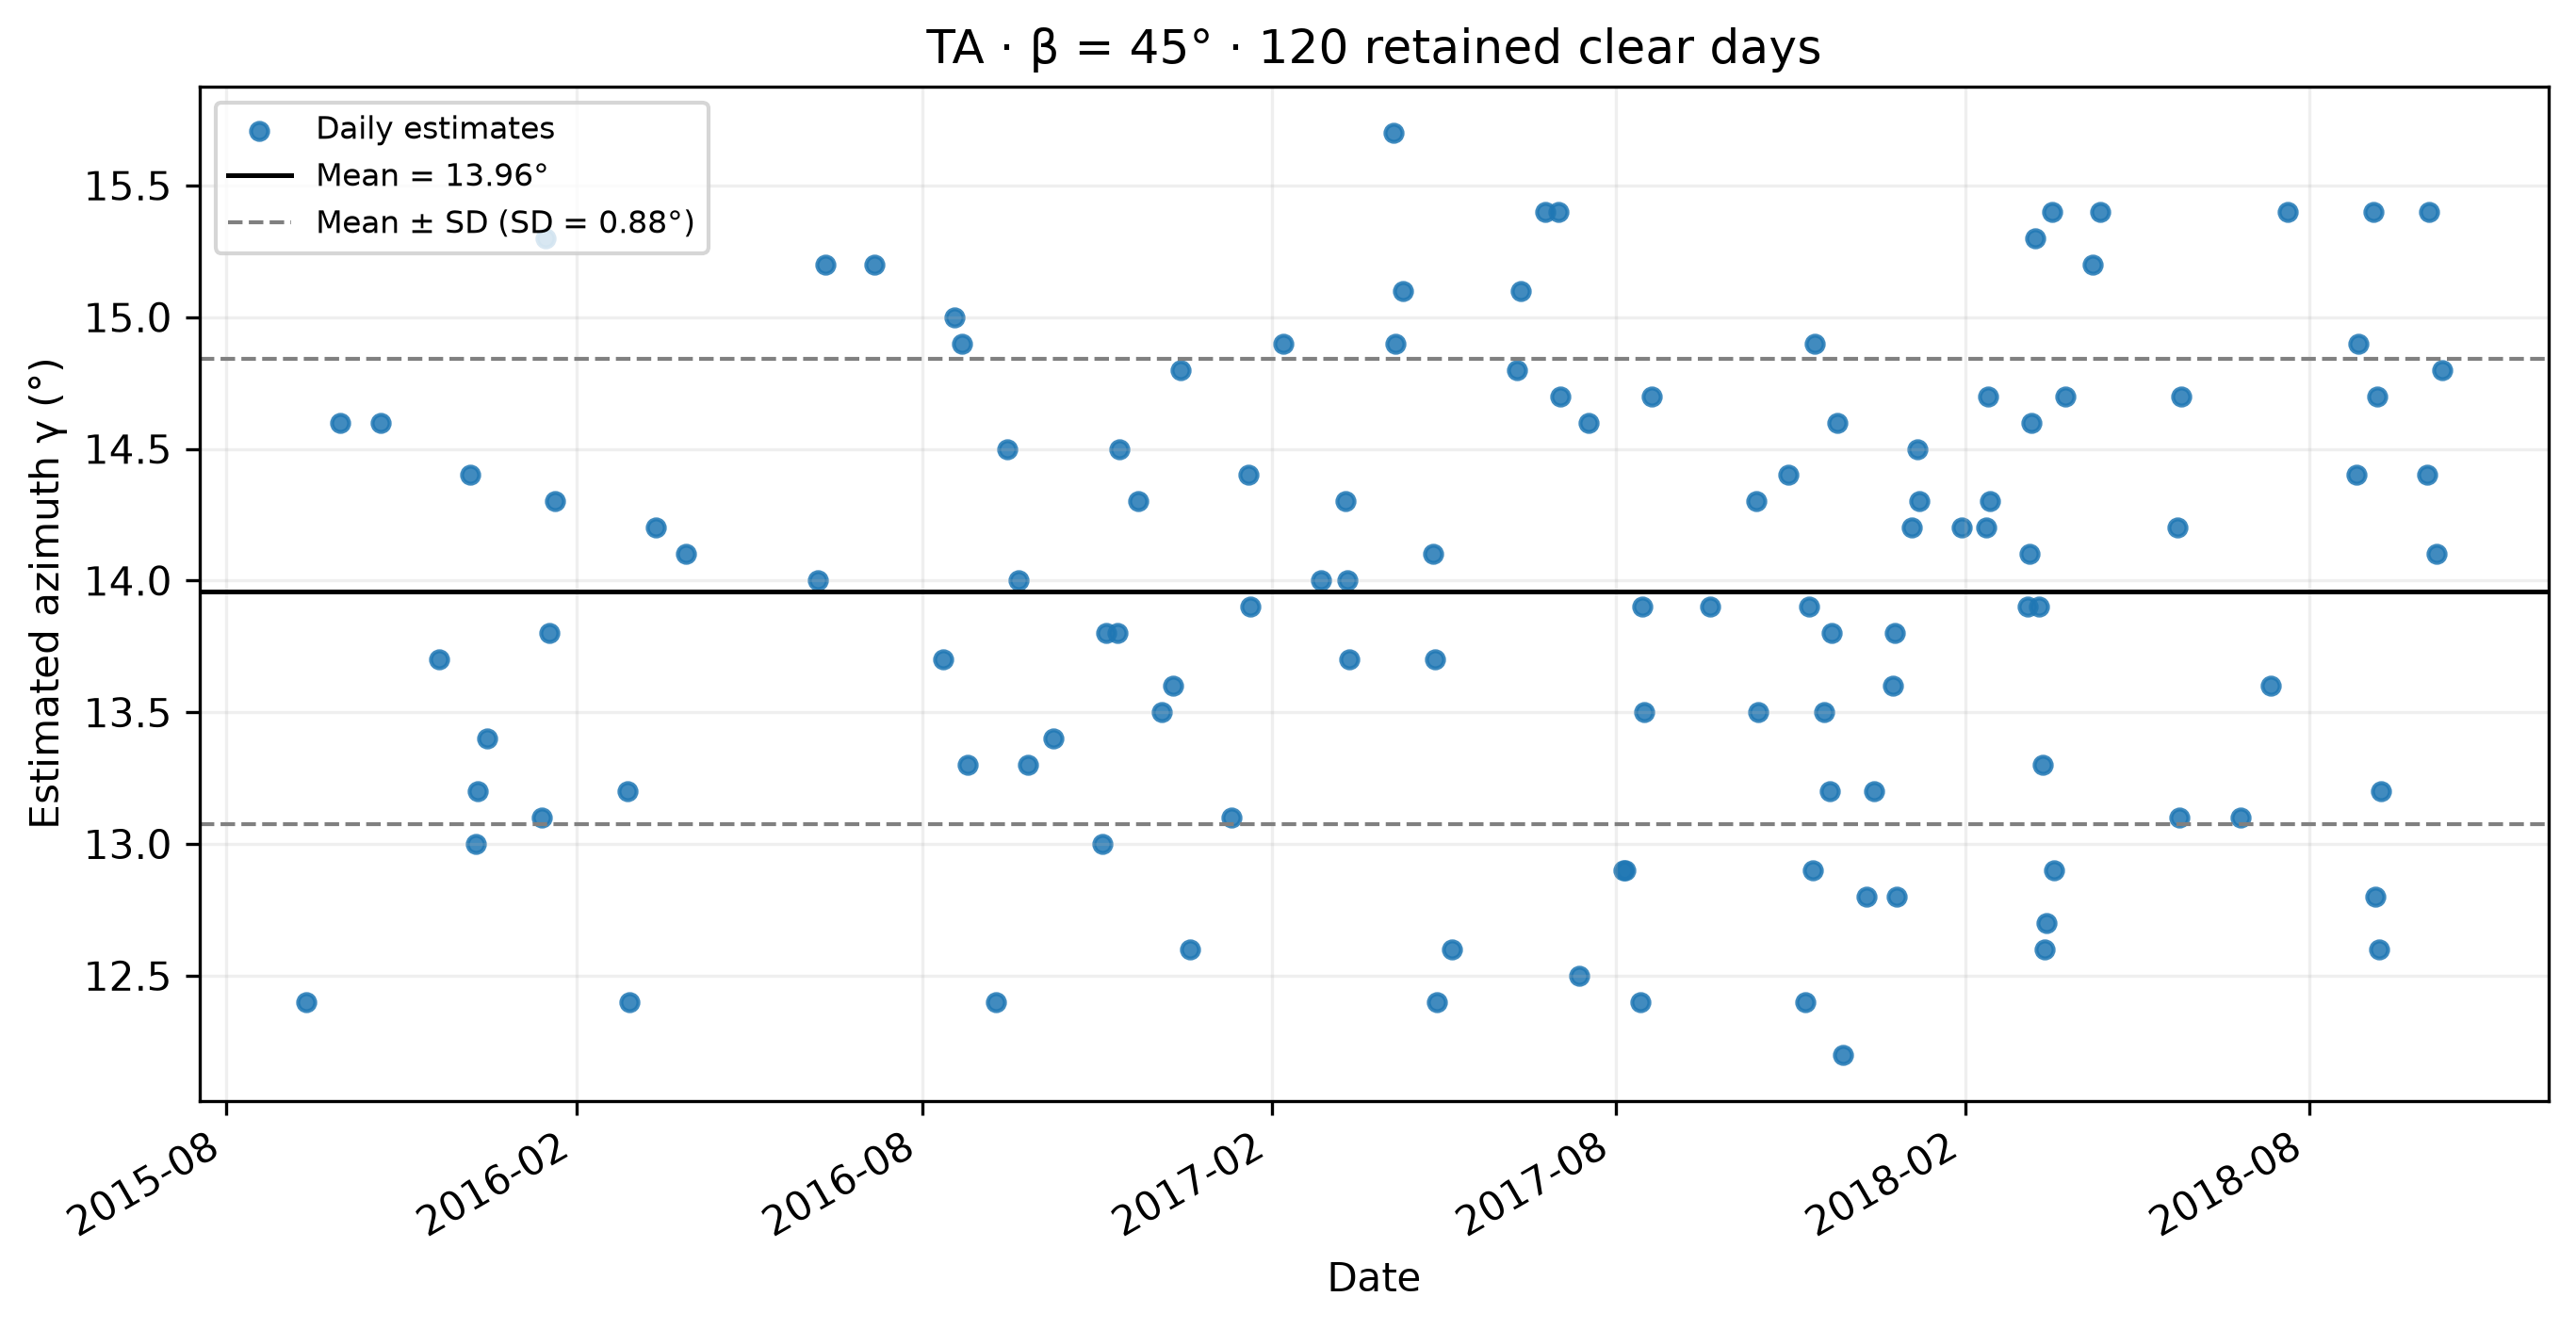 TA · β = 45° · 120 retained clear days
Daily estimates
Mean = 13.96°
Mean ± SD (SD = 0.88°)
Estimated azimuth γ (°)
15.5
15.0
14.5
14.0
13.5
13.0
12.5
2015-08
2016-02
2016-08
2017-02
2017-08
2018-02
2018-08
Date